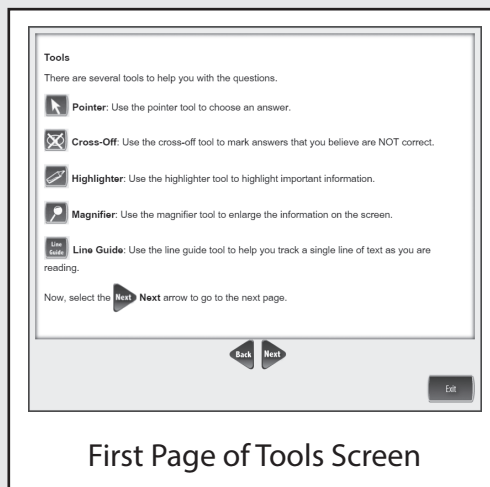 Tools
There are several tools to help you with the questions.
Pointer: Use the pointer tool to choose an answer.
Cross-Off: Use the cross-off tool to mark answers that you believe are NOT correct.
Highlighter: Use the highlighter tool to highlight important information.
Magnifier: Use the magnifier tool to enlarge the information on the screen.
Line Guide Line Guide: Use the line guide tool to help you track a single line of text as you are
reading.
Now, select the Next Next arrow to go to the next page.
Back Next
Exit
First Page of Tools Screen